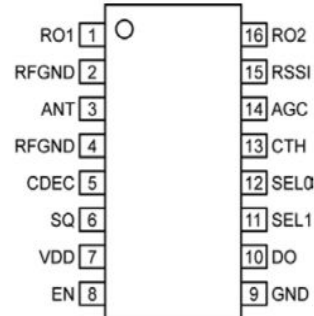 RO1 1 16 RO2
RFGND 2 15 RSSI
ANT 3 14 AGC
RFGND 4 13 CTH
CDEC 5 12 SEL0
SQ 6 11 SEL1
VDD 7 10 DO
EN 8 9 GND